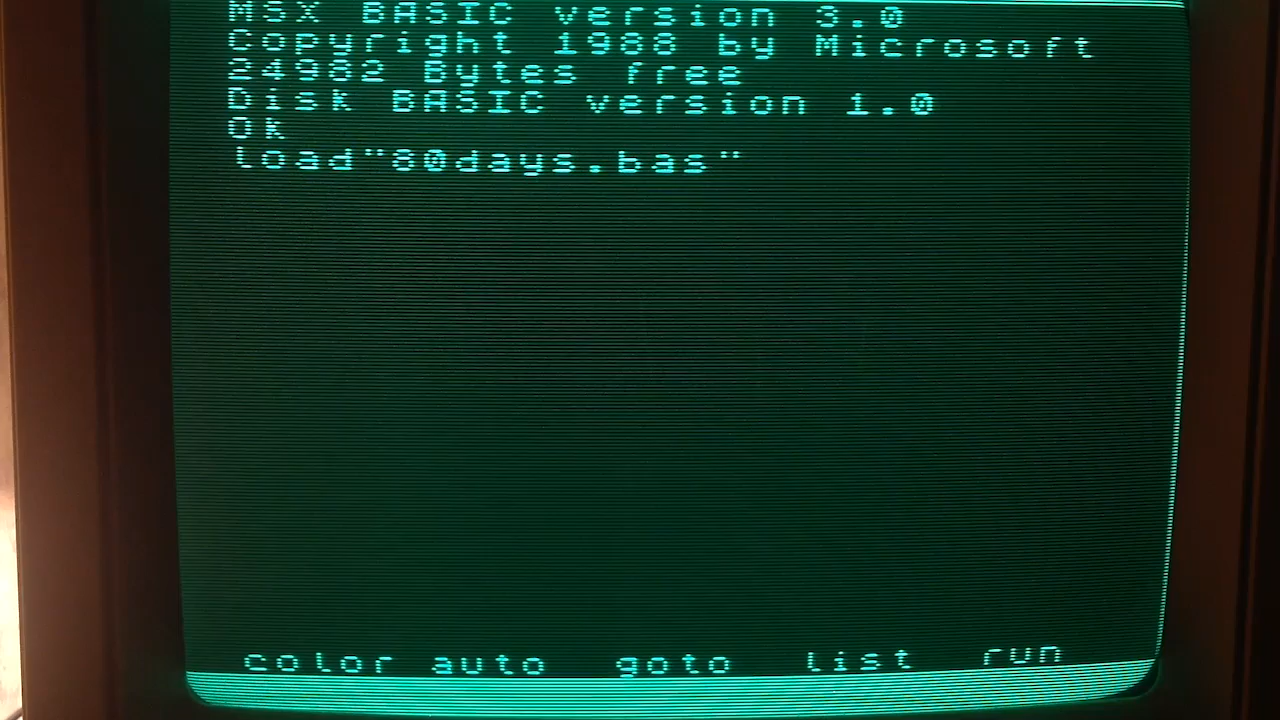 MSX BASIC version 3.0
Copyright 1988 by Microsoft
24982 Bytes free
Disk BASIC version 1.0
Ok
load"80days.bas"
color auto goto list run